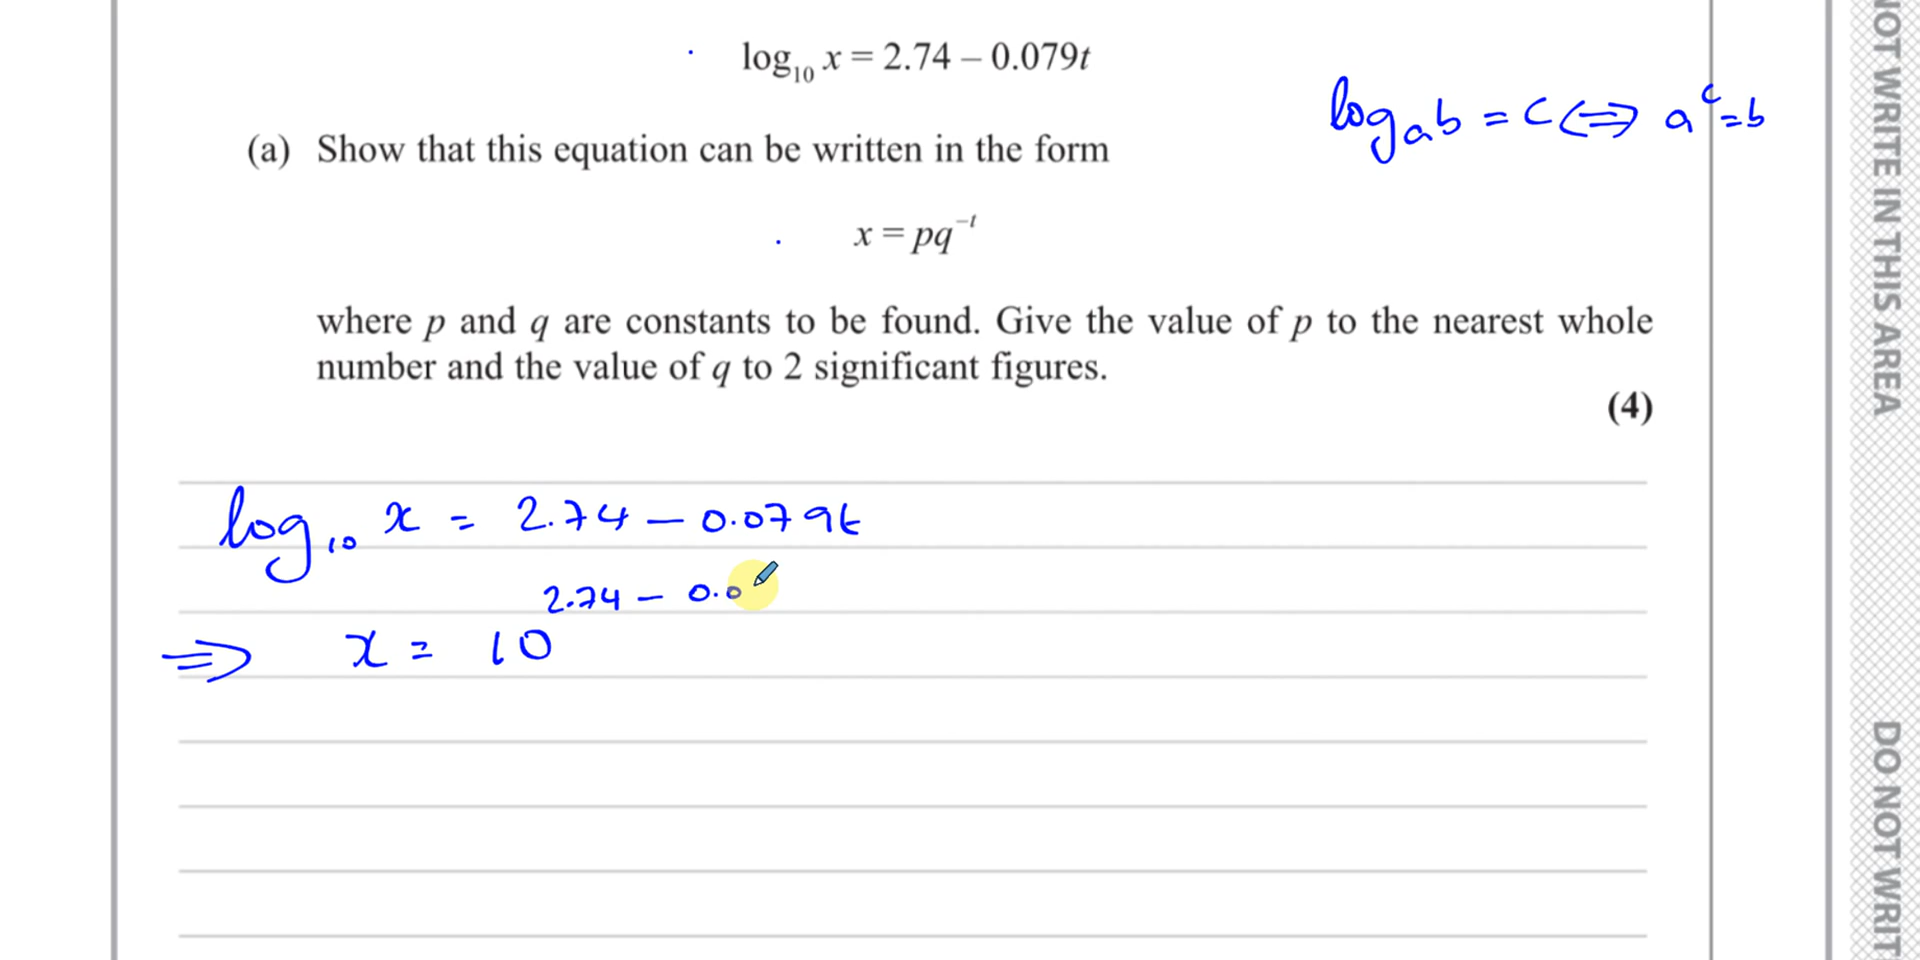 log₁₀ x = 2.74 – 0.079t
logₐb = c ⟺ aᶜ = b
(a) Show that this equation can be written in the form
x = pq⁻ᵗ
where p and q are constants to be found. Give the value of p to the nearest whole
number and the value of q to 2 significant figures.
(4)
log₁₀ x = 2.74 – 0.079t
2.74 – 0.0
⇒ x = 10
NOT WRITE IN THIS AREA
DO NOT WRIT